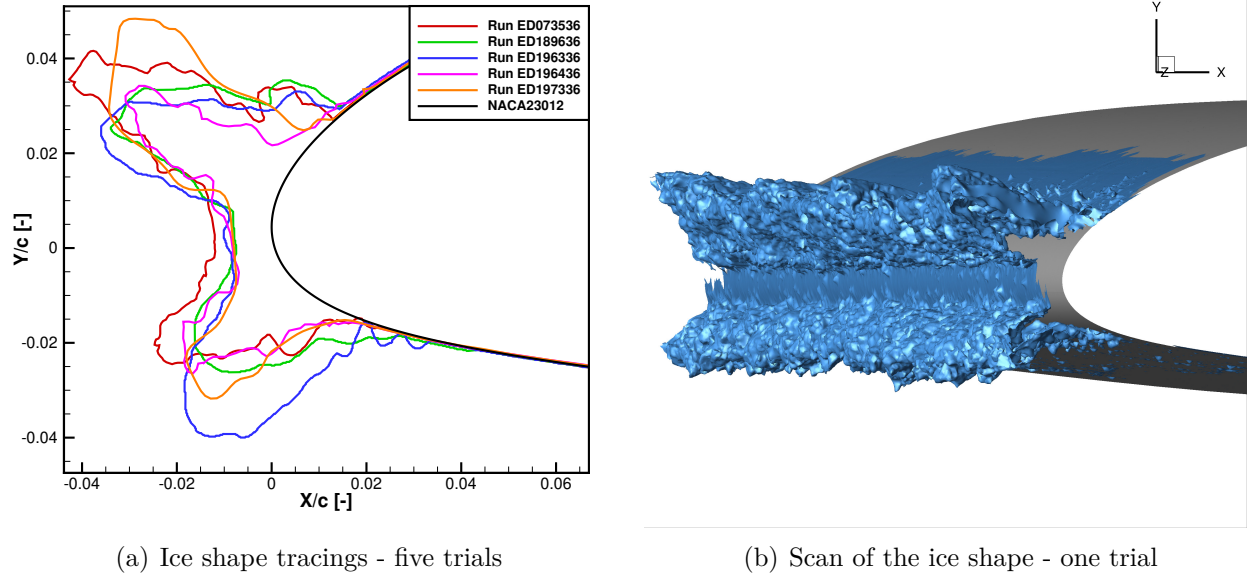 Run ED073536
Run ED189636
Run ED196336
Run ED196436
Run ED197336
NACA23012
0.04
0.02
0
-0.02
-0.04
Y/c [-]
-0.04 -0.02 0 0.02 0.04 0.06
X/c [-]
Y
Z X
(a) Ice shape tracings - five trials
(b) Scan of the ice shape - one trial